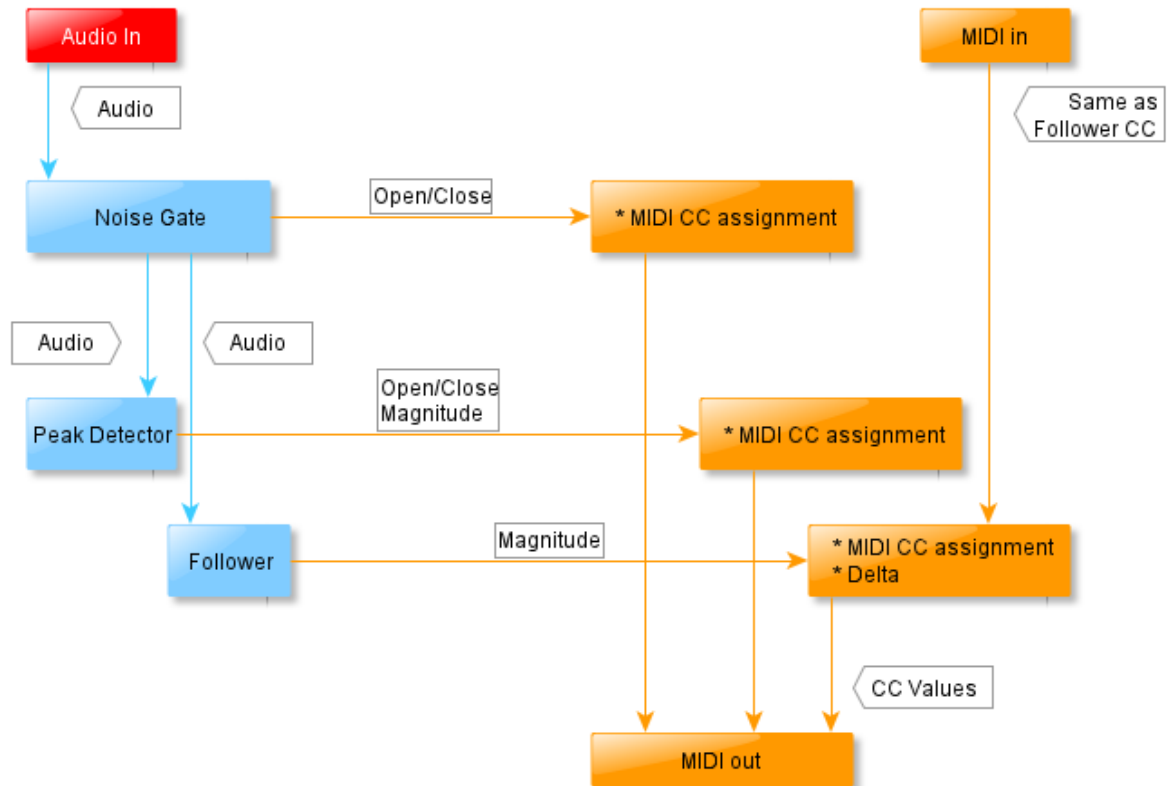 Audio In
MIDI in
Audio
Same as
Follower CC
Noise Gate
Open/Close
* MIDI CC assignment
Audio
Audio
Open/Close
Magnitude
Peak Detector
* MIDI CC assignment
Magnitude
Follower
* MIDI CC assignment
* Delta
CC Values
MIDI out